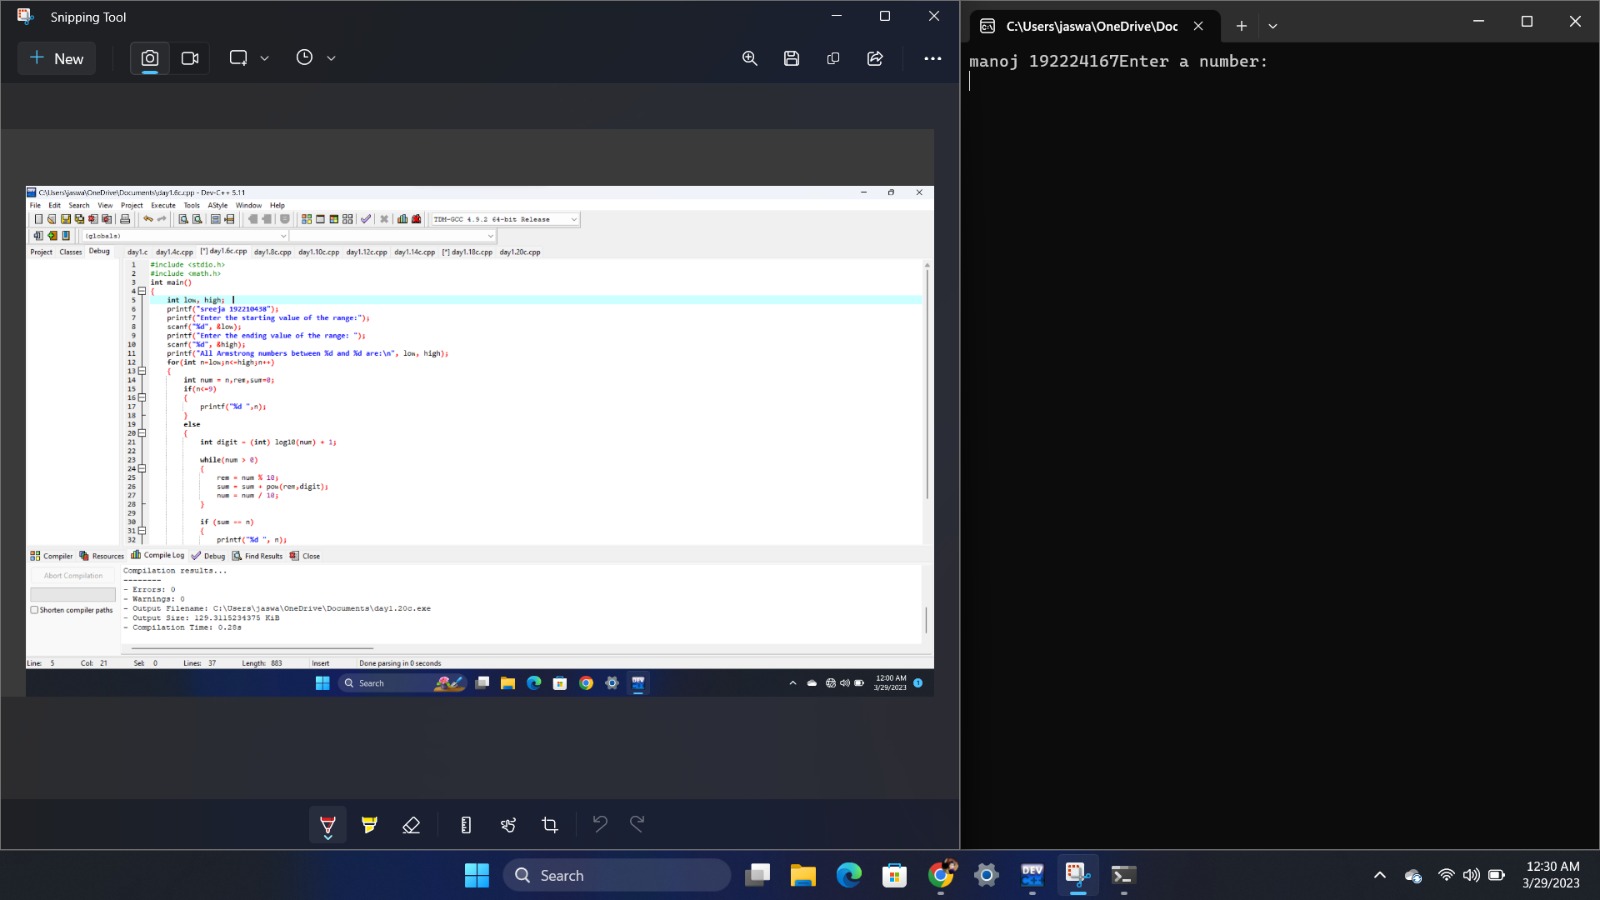 Snipping Tool
New
C:\Users\jaswa\OneDrive\Doc
manoj 192224167Enter a number:
C:\Users\jaswa\OneDrive\Documents\day1.6c.cpp - Dev-C++ 5.11
File Edit Search View Project Execute Tools AStyle Window Help
TDM-GCC 4.9.2 64-bit Release
(globals)
Project Classes Debug
day1.c day1.4c.cpp [*] day1.6c.cpp day1.8c.cpp day1.10c.cpp day1.12c.cpp day1.14c.cpp [*] day1.18c.cpp day1.20c.cpp
1 #include <stdio.h>
2 #include <math.h>
3 int main()
4 {
5 int low, high;
6 printf("sreeja 192210438");
7 printf("Enter the starting value of the range:");
8 scanf("%d", &low);
9 printf("Enter the ending value of the range: ");
10 scanf("%d", &high);
11 printf("All Armstrong numbers between %d and %d are:\n", low, high);
12 for(int n=low;n<=high;n++)
13 {
14 int num = n,rem,sum=0;
15 if(n<=9)
16 {
17 printf("%d ",n);
18 }
19 else
20 {
21 int digit = (int) log10(num) + 1;
22
23 while(num > 0)
24 {
25 rem = num % 10;
26 sum = sum + pow(rem,digit);
27 num = num / 10;
28 }
29
30 if (sum == n)
31 {
32 printf("%d ", n);
Compiler Resources Compile Log Debug Find Results Close
Abort Compilation
Shorten compiler paths
Compilation results...
--------
- Errors: 0
- Warnings: 0
- Output Filename: C:\Users\jaswa\OneDrive\Documents\day1.20c.exe
- Output Size: 129.3115234375 KiB
- Compilation Time: 0.28s
Line: 5 Col: 21 Sel: 0 Lines: 37 Length: 883 Insert Done parsing in 0 seconds
Search
12:00 AM
3/29/2023
1
Search
DEV
12:30 AM
3/29/2023